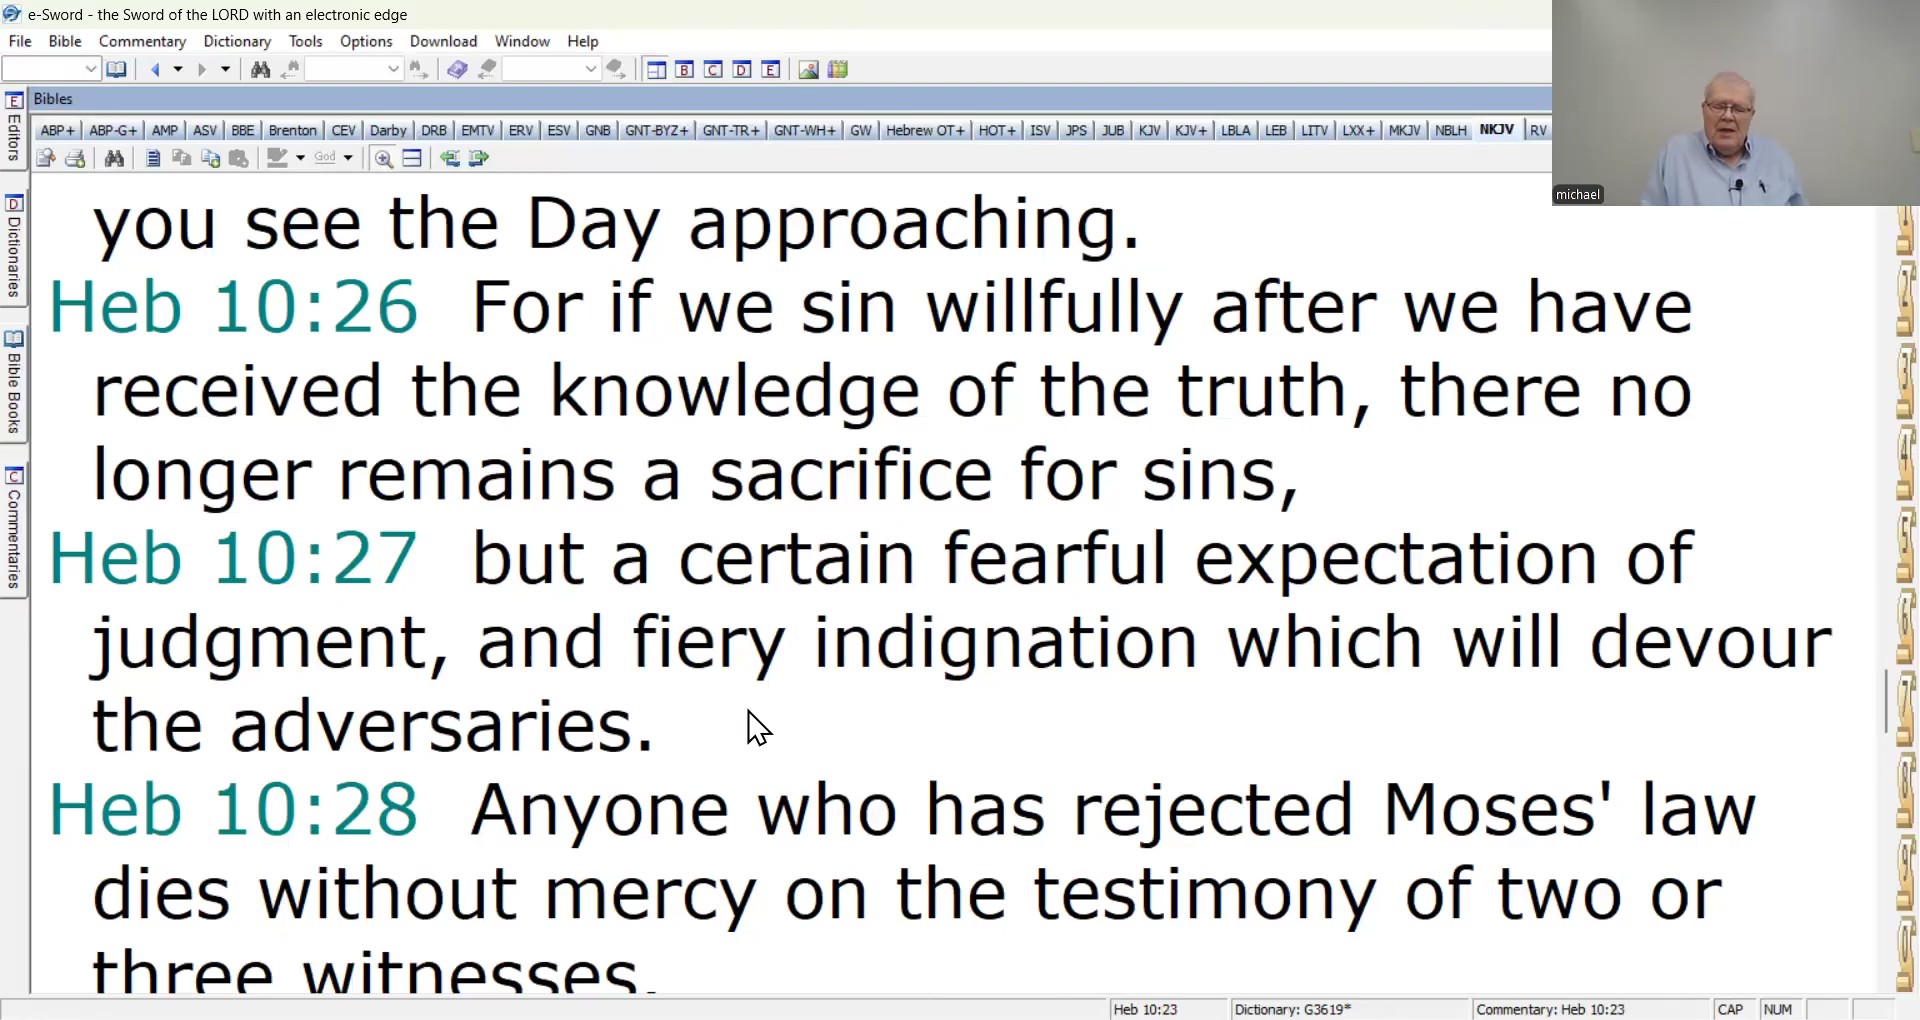 e-Sword - the Sword of the LORD with an electronic edge
File Bible Commentary Dictionary Tools Options Download Window Help
B C D E
Bibles
ABP+ ABP-G+ AMP ASV BBE Brenton CEV Darby DRB EMTV ERV ESV GNB GNT-BYZ+ GNT-TR+ GNT-WH+ GW Hebrew OT+ HOT+ ISV JPS JUB KJV KJV+ LBLA LEB LITV LXX+ MKJV NBLH NKJV RV
God
E Editors
D Dictionaries
Bible Books
C Commentaries
michael
you see the Day approaching.
Heb 10:26 For if we sin willfully after we have
received the knowledge of the truth, there no
longer remains a sacrifice for sins,
Heb 10:27 but a certain fearful expectation of
judgment, and fiery indignation which will devour
the adversaries.
Heb 10:28 Anyone who has rejected Moses' law
dies without mercy on the testimony of two or
three witnesses.
Heb 10:23 Dictionary: G3619* Commentary: Heb 10:23 CAP NUM